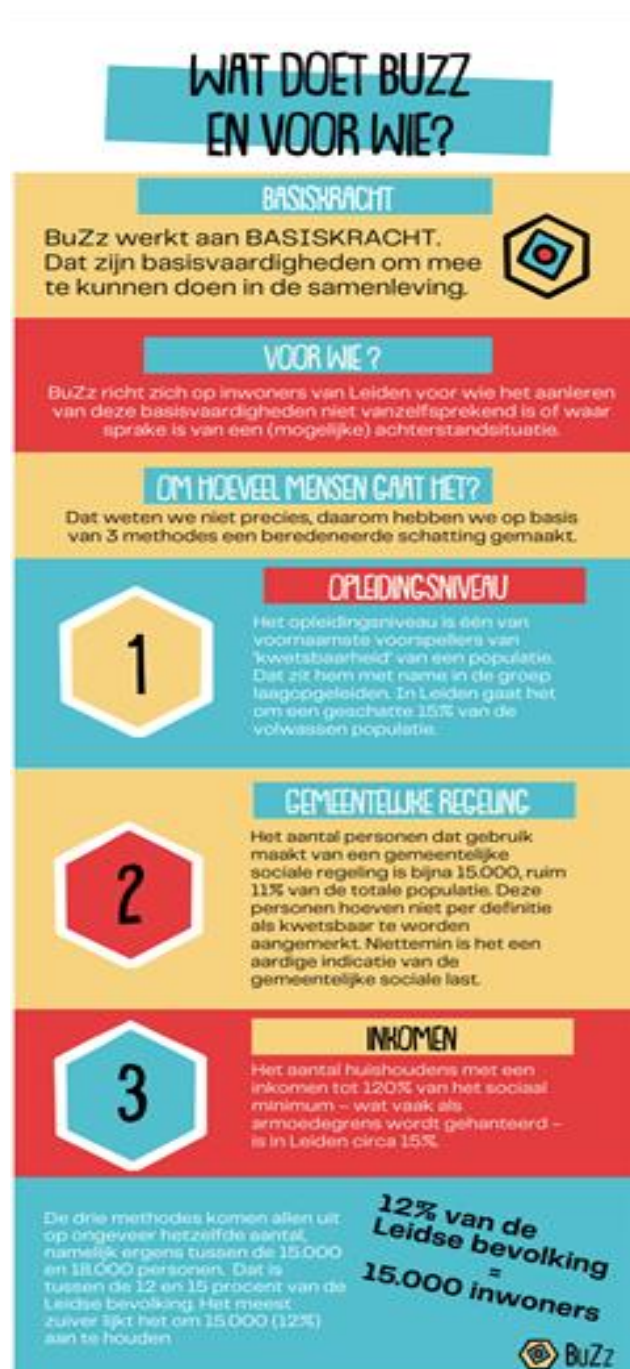 WAT DOET BUZZ
EN VOOR WIE?
BASISKRACHT
BuZz werkt aan BASISKRACHT.
Dat zijn basisvaardigheden om mee
te kunnen doen in de samenleving.
VOOR WIE ?
BuZz richt zich op inwoners van Leiden voor wie het aanleren
van deze basisvaardigheden niet vanzelfsprekend is of waar
sprake is van een (mogelijke) achterstandsituatie.
OM HOEVEEL MENSEN GAAT HET?
Dat weten we niet precies, daarom hebben we op basis
van 3 methodes een beredeneerde schatting gemaakt.
1
OPLEIDINGSNIVEAU
Het opleidingsniveau is één van
voornaamste voorspellers van
'kwetsbaarheid' van een populatie.
Dat zit hem met name in de groep
laagopgeleiden. In Leiden gaat het
om een geschatte 15% van de
volwassen populatie.
2
GEMEENTELIJKE REGELING
Het aantal personen dat gebruik
maakt van een gemeentelijke
sociale regeling is bijna 15.000, ruim
11% van de totale populatie. Deze
personen hoeven niet per definitie
als kwetsbaar te worden
aangemerkt. Niettemin is het een
aardige indicatie van de
gemeentelijke sociale last.
3
INKOMEN
Het aantal huishoudens met een
inkomen tot 120% van het sociaal
minimum – wat vaak als
armoedegrens wordt gehanteerd –
is in Leiden circa 15%.
De drie methodes komen allen uit
op ongeveer hetzelfde aantal,
namelijk ergens tussen de 15.000
en 18.000 personen. Dat is
tussen de 12 en 15 procent van de
Leidse bevolking. Het meest
zuiver lijkt het om 15.000 (12%)
aan te houden
12% van de
Leidse bevolking
=
15.000 inwoners
BuZz